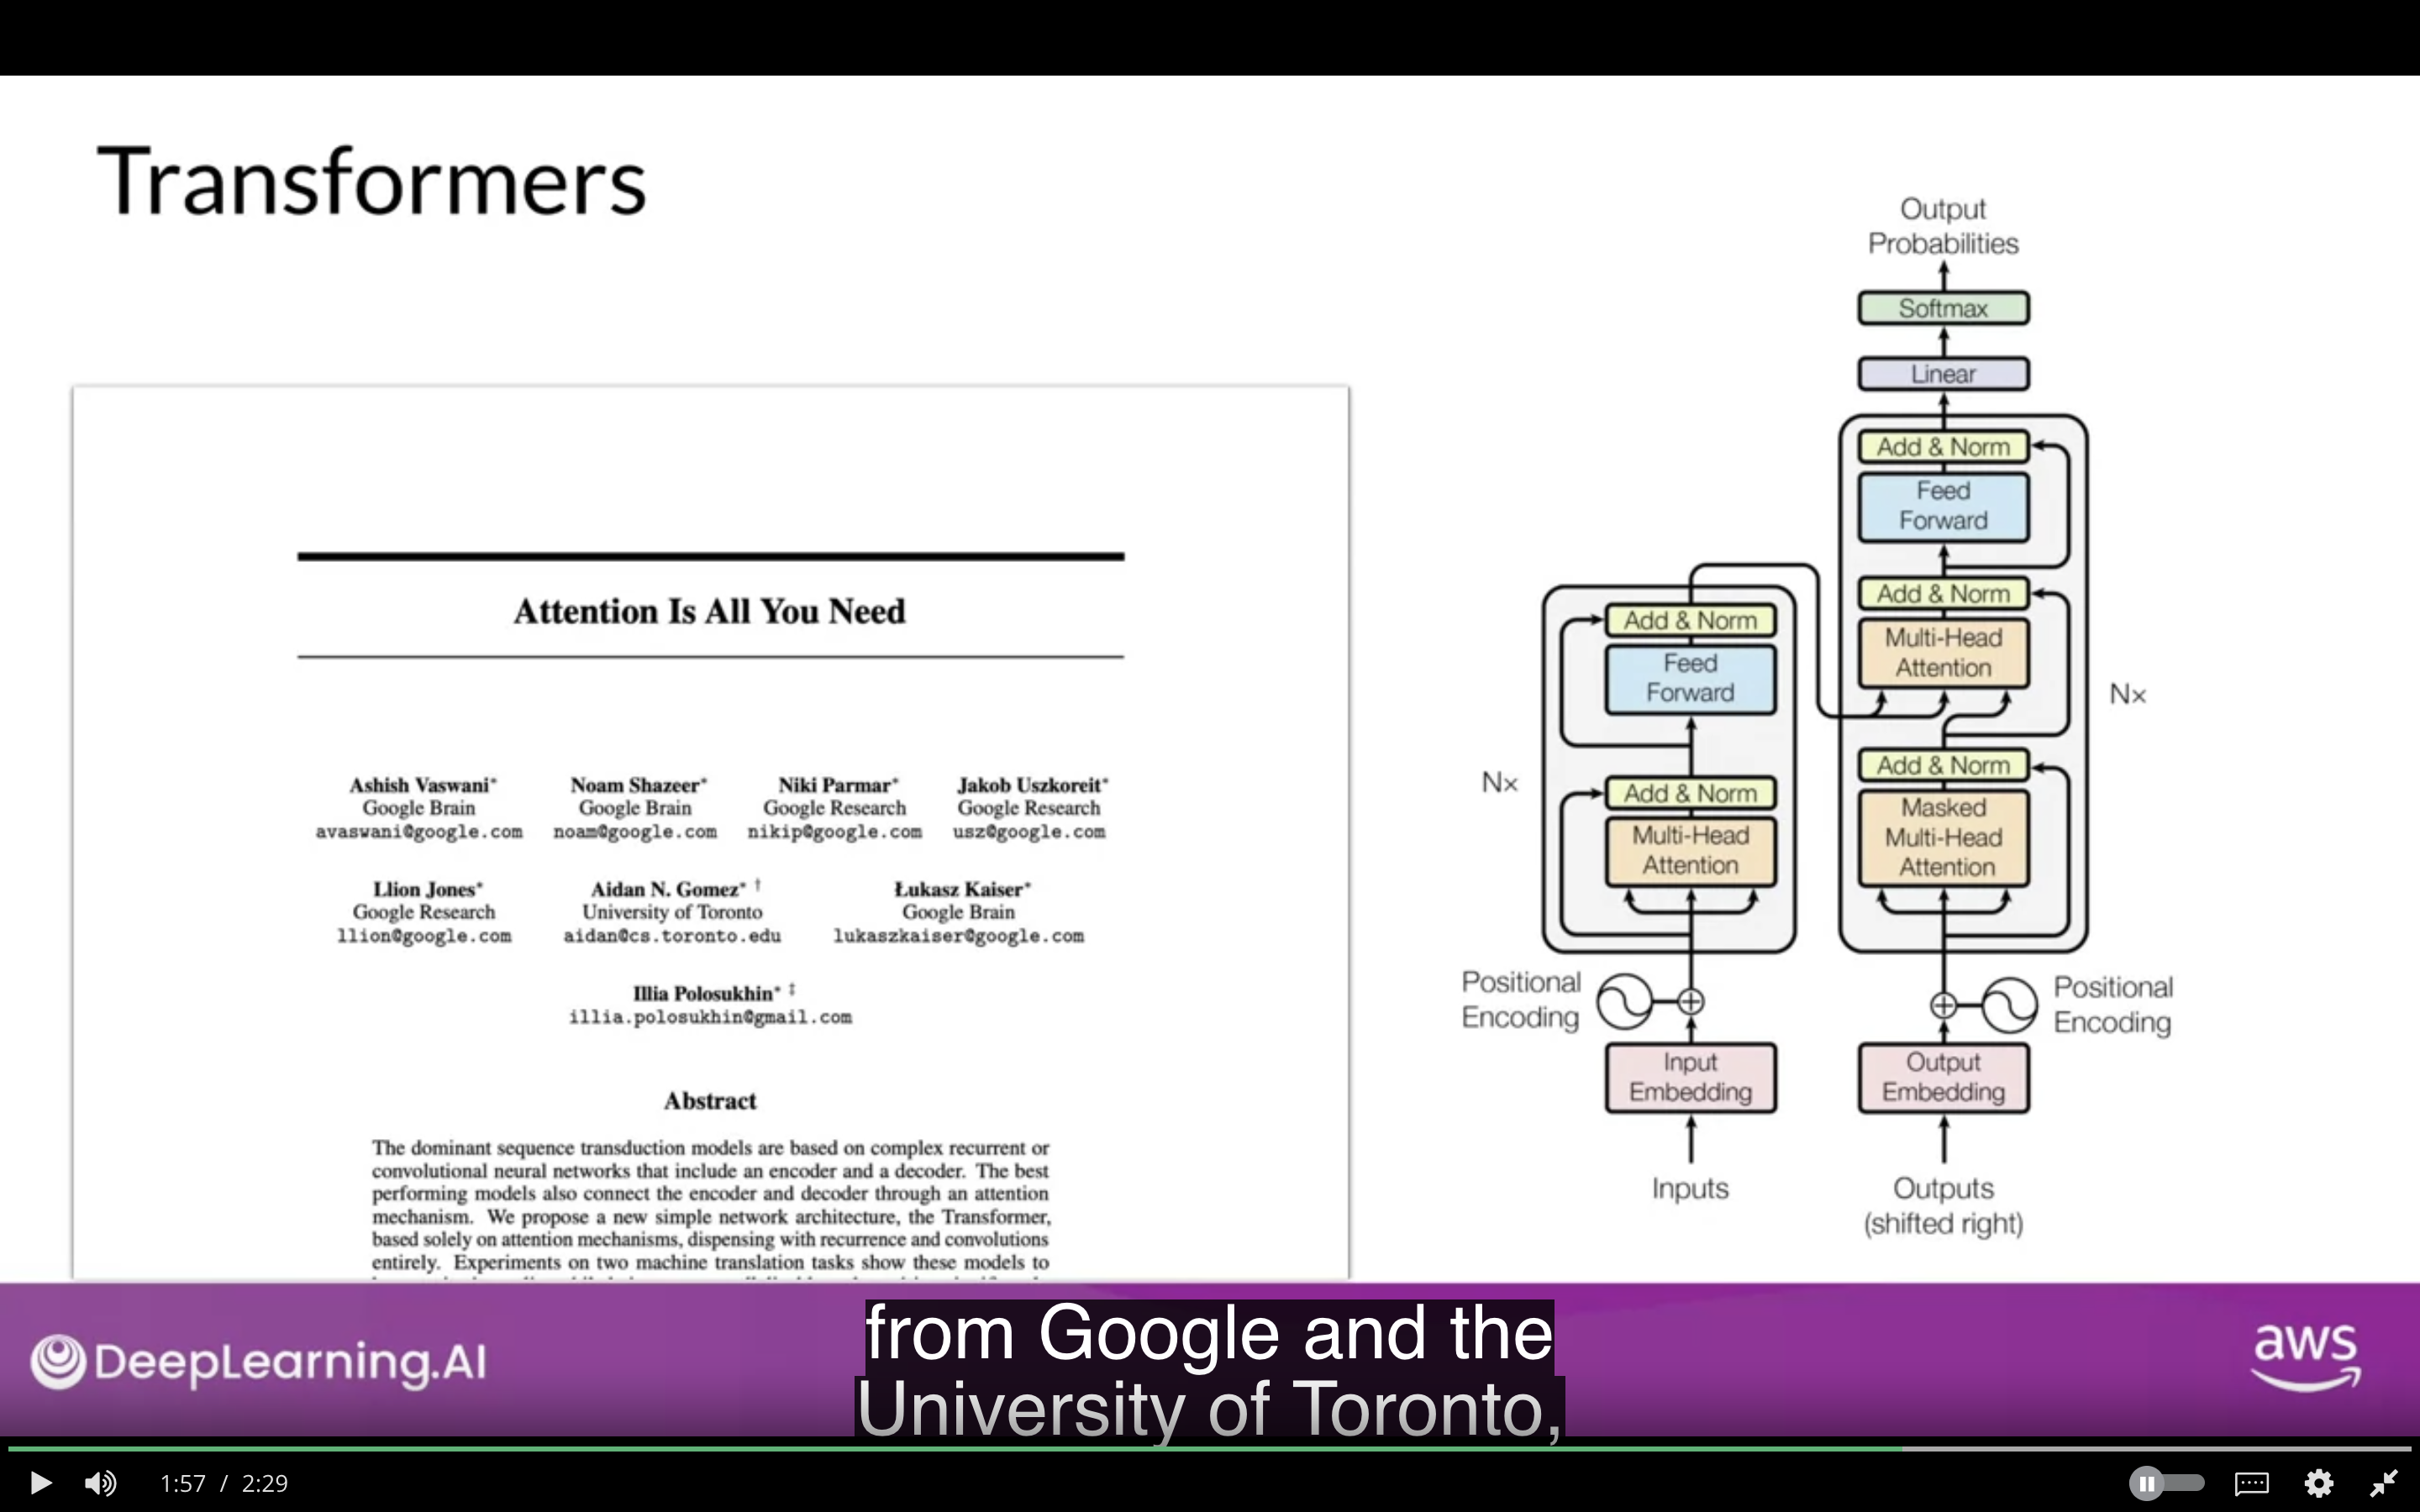 Transformers
Attention Is All You Need
Ashish Vaswani* Noam Shazeer* Niki Parmar* Jakob Uszkoreit*
Google Brain Google Brain Google Research Google Research
avaswani@google.com noam@google.com nikip@google.com usz@google.com
Llion Jones* Aidan N. Gomez* † Łukasz Kaiser*
Google Research University of Toronto Google Brain
llion@google.com aidan@cs.toronto.edu lukaszkaiser@google.com
Illia Polosukhin* ‡
illia.polosukhin@gmail.com
Abstract
The dominant sequence transduction models are based on complex recurrent or
convolutional neural networks that include an encoder and a decoder. The best
performing models also connect the encoder and decoder through an attention
mechanism. We propose a new simple network architecture, the Transformer,
based solely on attention mechanisms, dispensing with recurrence and convolutions
entirely. Experiments on two machine translation tasks show these models to
Output
Probabilities
Softmax
Linear
Add & Norm
Feed
Forward
Add & Norm
Multi-Head
Attention
Nx
Add & Norm
Masked
Multi-Head
Attention
Add & Norm
Feed
Forward
Nx
Add & Norm
Multi-Head
Attention
Positional
Encoding
Positional
Encoding
Input
Embedding
Output
Embedding
Inputs
Outputs
(shifted right)
DeepLearning.AI
from Google and the
University of Toronto,
aws
1:57 / 2:29